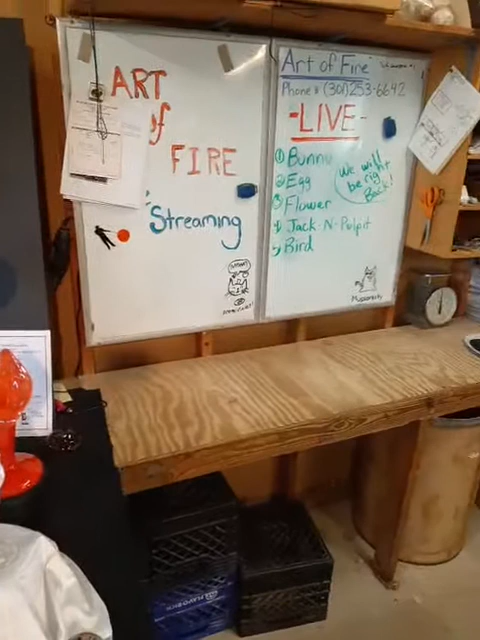 ART
of
FIRE
Streaming
Art of Fire
Phone # (301)253-6642
-LIVE-
① Bunny
② Egg
③ Flower
4 Jack-N-Pulpit
5 Bird
We will
be right
Back!